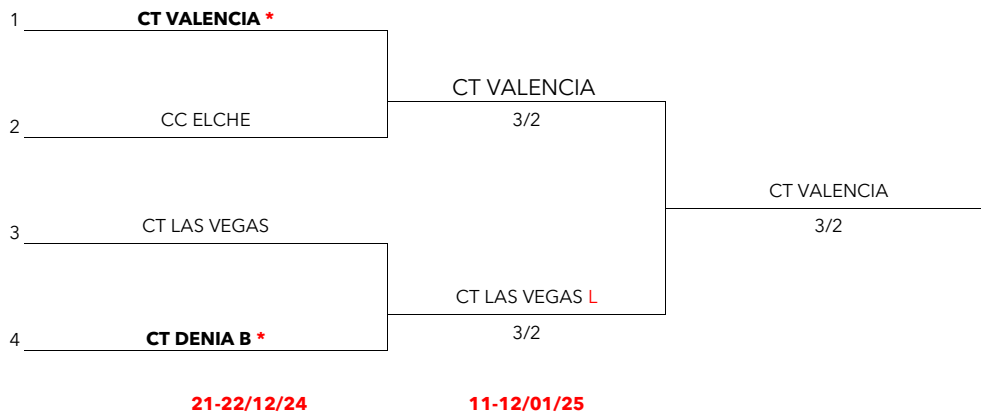 1 CT VALENCIA *
CT VALENCIA
2 CC ELCHE
3/2
CT VALENCIA
3 CT LAS VEGAS
3/2
CT LAS VEGAS L
4 CT DENIA B *
3/2
21-22/12/24 11-12/01/25